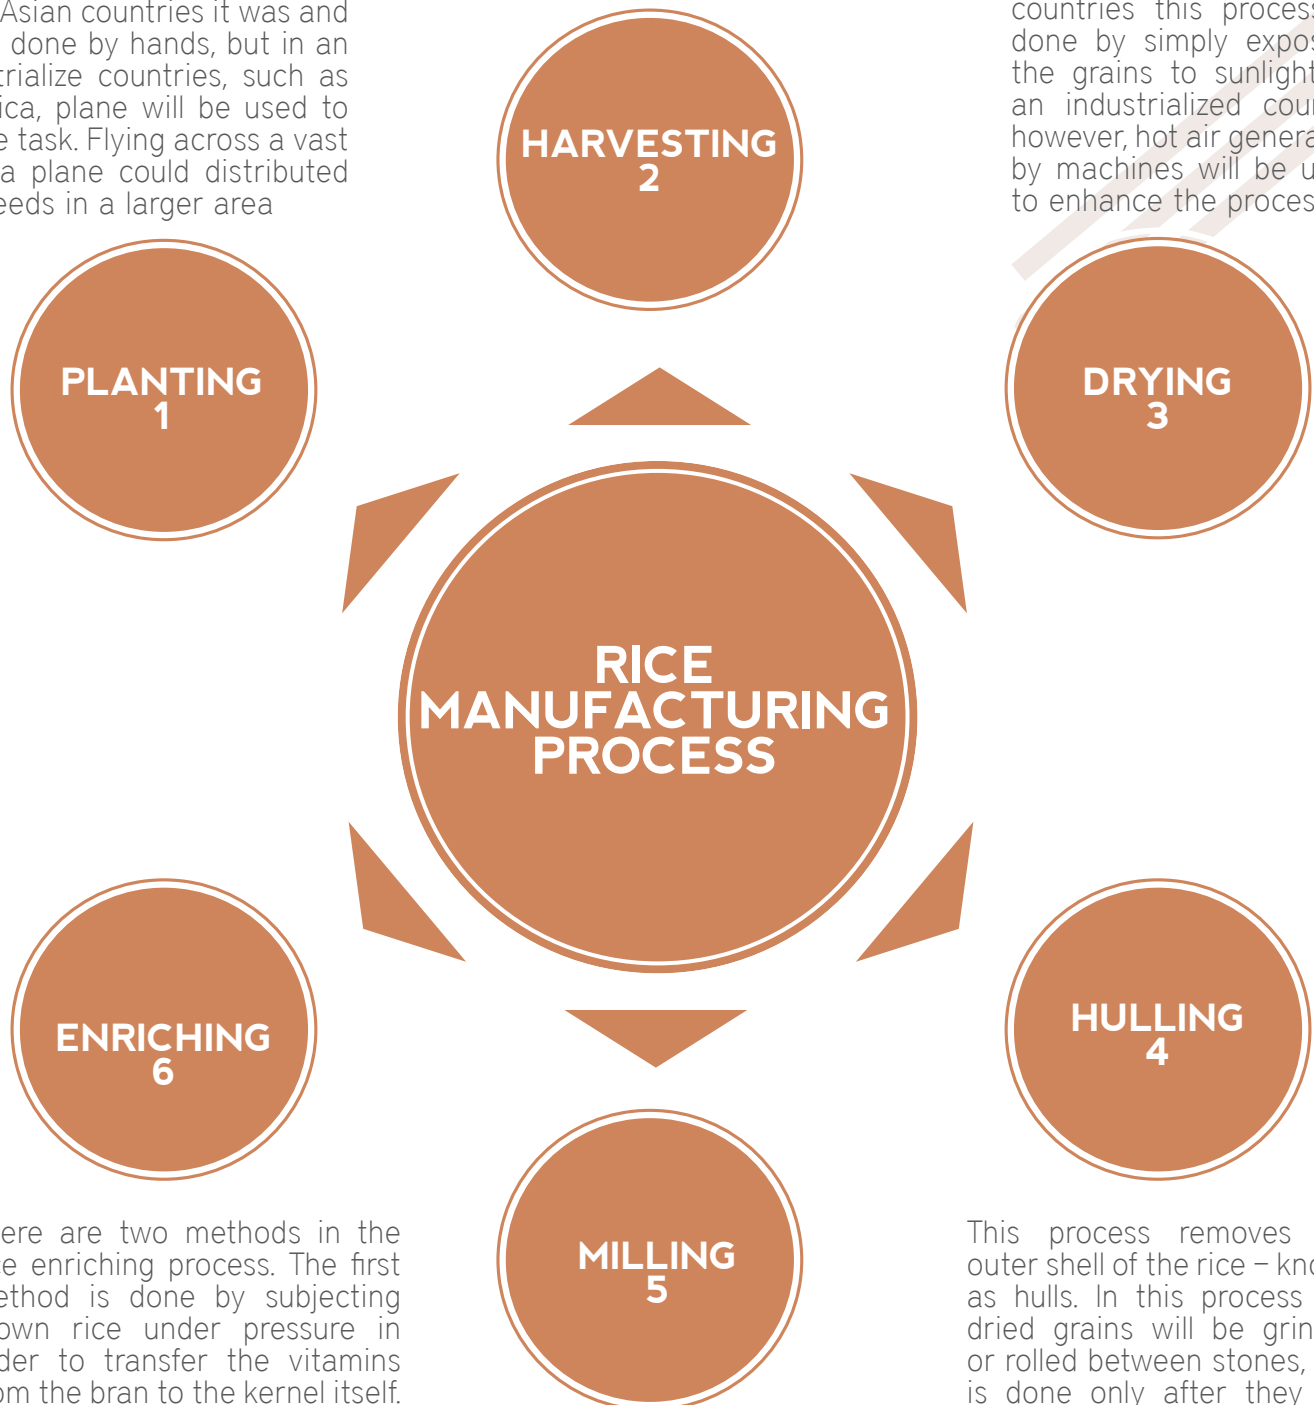 Asian countries it was and
done by hands, but in an
trialize countries, such as
ica, plane will be used to
e task. Flying across a vast
a plane could distributed
eeds in a larger area
PLANTING
1
HARVESTING
2
countries this process
done by simply expos
the grains to sunlight
an industrialized cour
however, hot air genera
by machines will be u
to enhance the proces
DRYING
3
RICE
MANUFACTURING
PROCESS
HULLING
4
This process removes
outer shell of the rice – kno
as hulls. In this process
dried grains will be grin
or rolled between stones,
is done only after they
MILLING
5
ENRICHING
6
ere are two methods in the
ce enriching process. The first
ethod is done by subjecting
own rice under pressure in
der to transfer the vitamins
om the bran to the kernel itself.